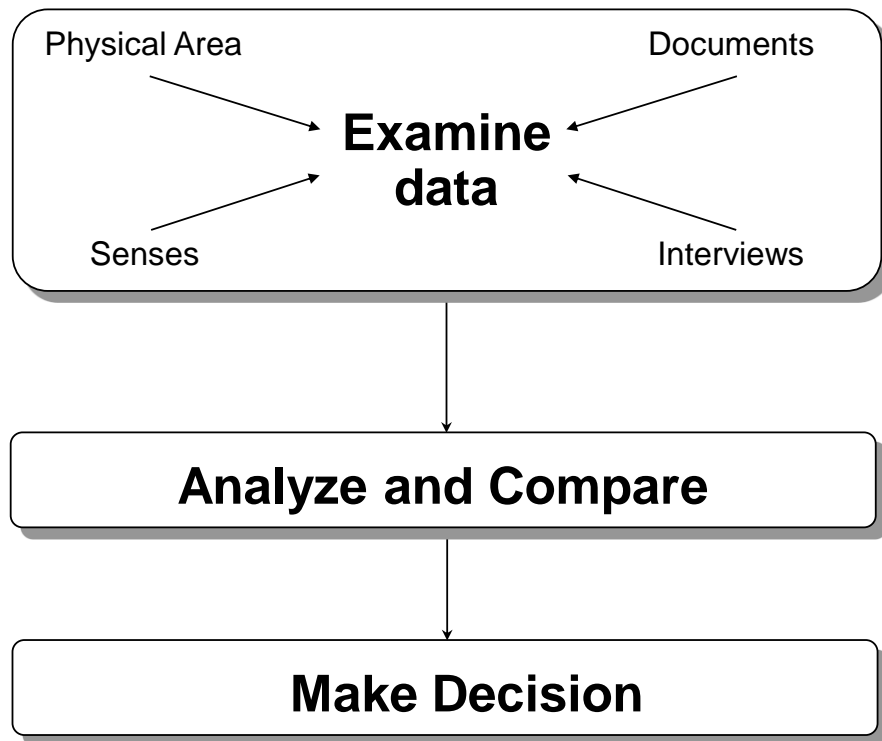 Physical Area
Documents
Examine
data
Senses
Interviews
Analyze and Compare
Make Decision